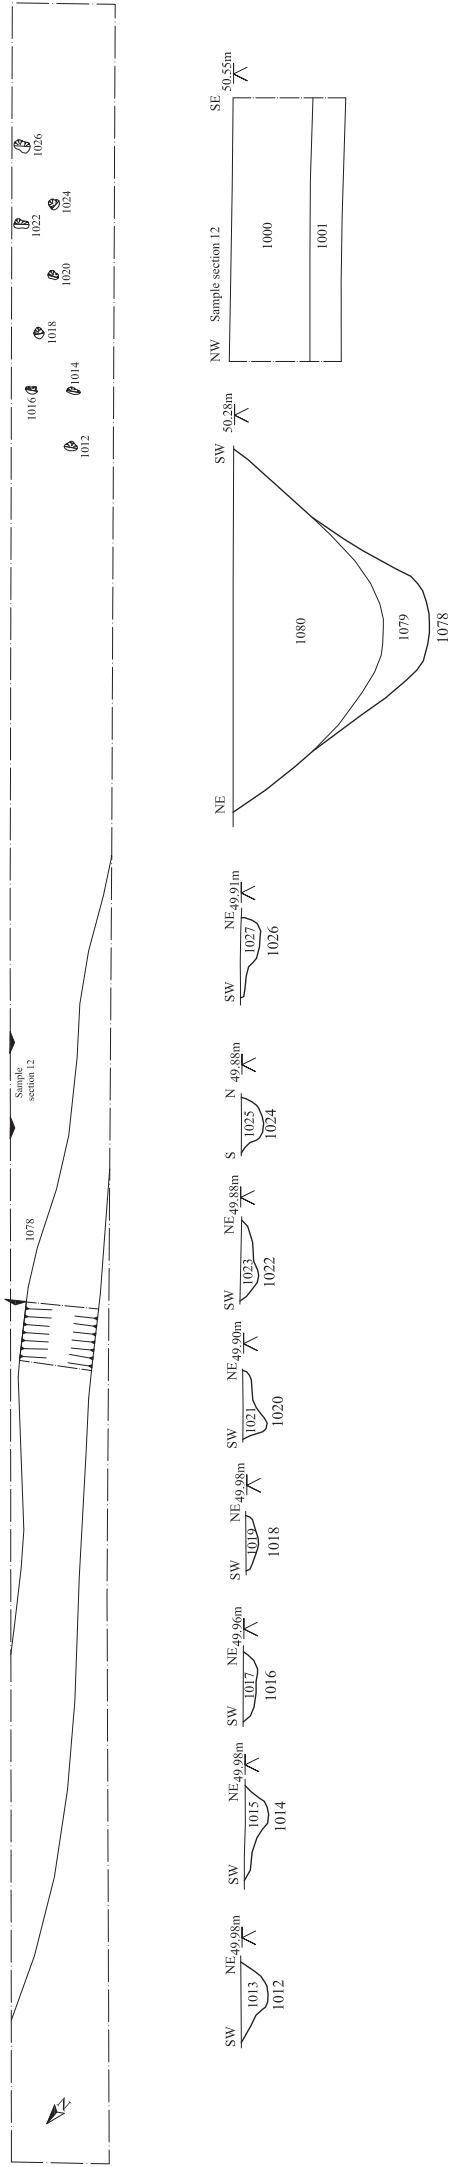 1026
1024
1022
1020
1018
1016
1014
1012
Sample
section 12
1078
N
NW
Sample section 12
SE
50.55m
1000
1001
NE
SW
50.28m
1080
1079
1078
SW
NE
49.91m
1027
1026
S
N
49.88m
1025
1024
SW
NE
49.88m
1023
1022
SW
NE
49.90m
1021
1020
SW
NE
49.98m
1019
1018
SW
NE
49.96m
1017
1016
SW
NE
49.98m
1015
1014
SW
NE
49.98m
1013
1012